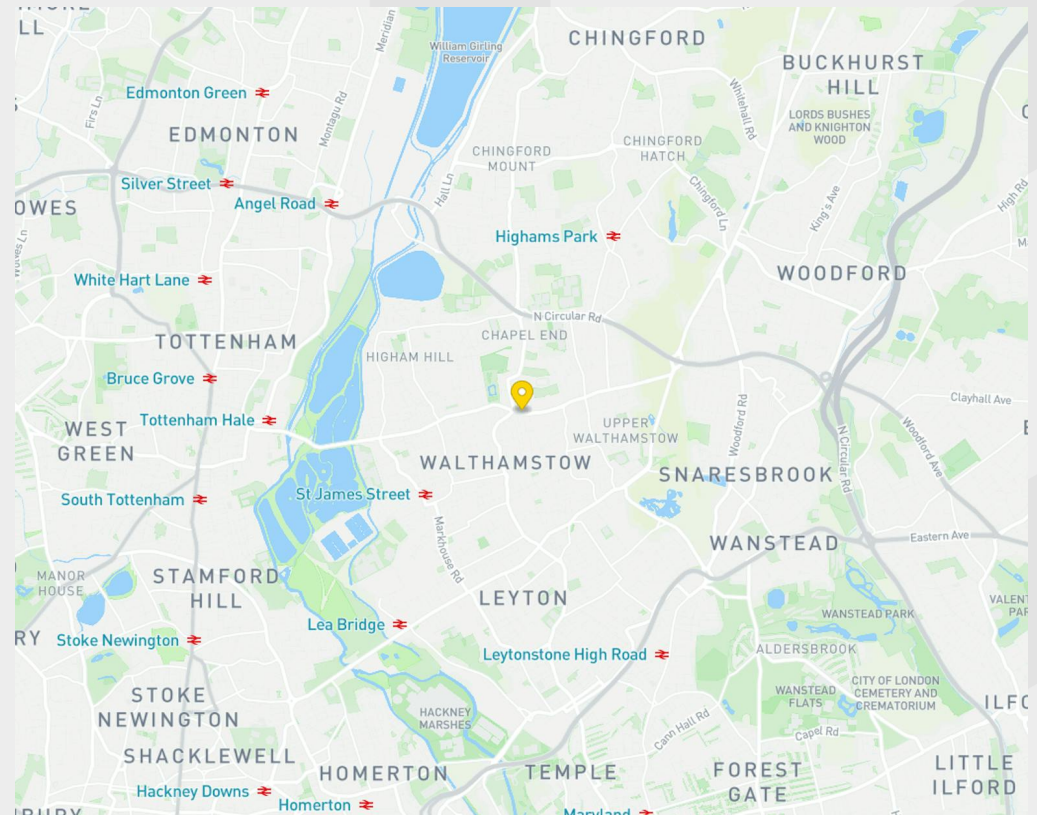 LL
Meridian
William Girling
Reservoir
CHINGFORD
BUCKHURST
HILL
Edmonton Green
Firs Ln
Montagu Rd
Whitehall Rd
LORDS BUSHES
AND KNIGHTON
WOOD
EDMONTON
CHINGFORD
MOUNT
CHINGFORD
HATCH
Silver Street
Hall Ln
Chingford Ln
King's Ave
High Rd
OWES
Angel Road
Highams Park
White Hart Lane
WOODFORD
N Circular Rd
CHAPEL END
TOTTENHAM
HIGHAM HILL
Bruce Grove
Tottenham Hale
Woodford Rd
Clayhall Ave
WEST
GREEN
UPPER
WALTHAMSTOW
N Circular Rd
Woodford Ave
WALTHAMSTOW
SNARESBROOK
St James Street
South Tottenham
Markhouse Rd
WANSTEAD
Eastern Ave
MANOR
HOUSE
STAMFORD
HILL
LEYTON
WANSTEAD PARK
Lea Bridge
RY
Stoke Newington
Leytonstone High Road
ALDERSBROOK
STOKE
NEWINGTON
WANSTEAD
FLATS
CITY OF LONDON
CEMETERY AND
CREMATORIUM
HACKNEY
MARSHES
Cann Hall Rd
Capel Rd
SHACKLEWELL
HOMERTON
TEMPLE
FOREST
GATE
LITTLE
ILFORD
Hackney Downs
Homerton
Maryland